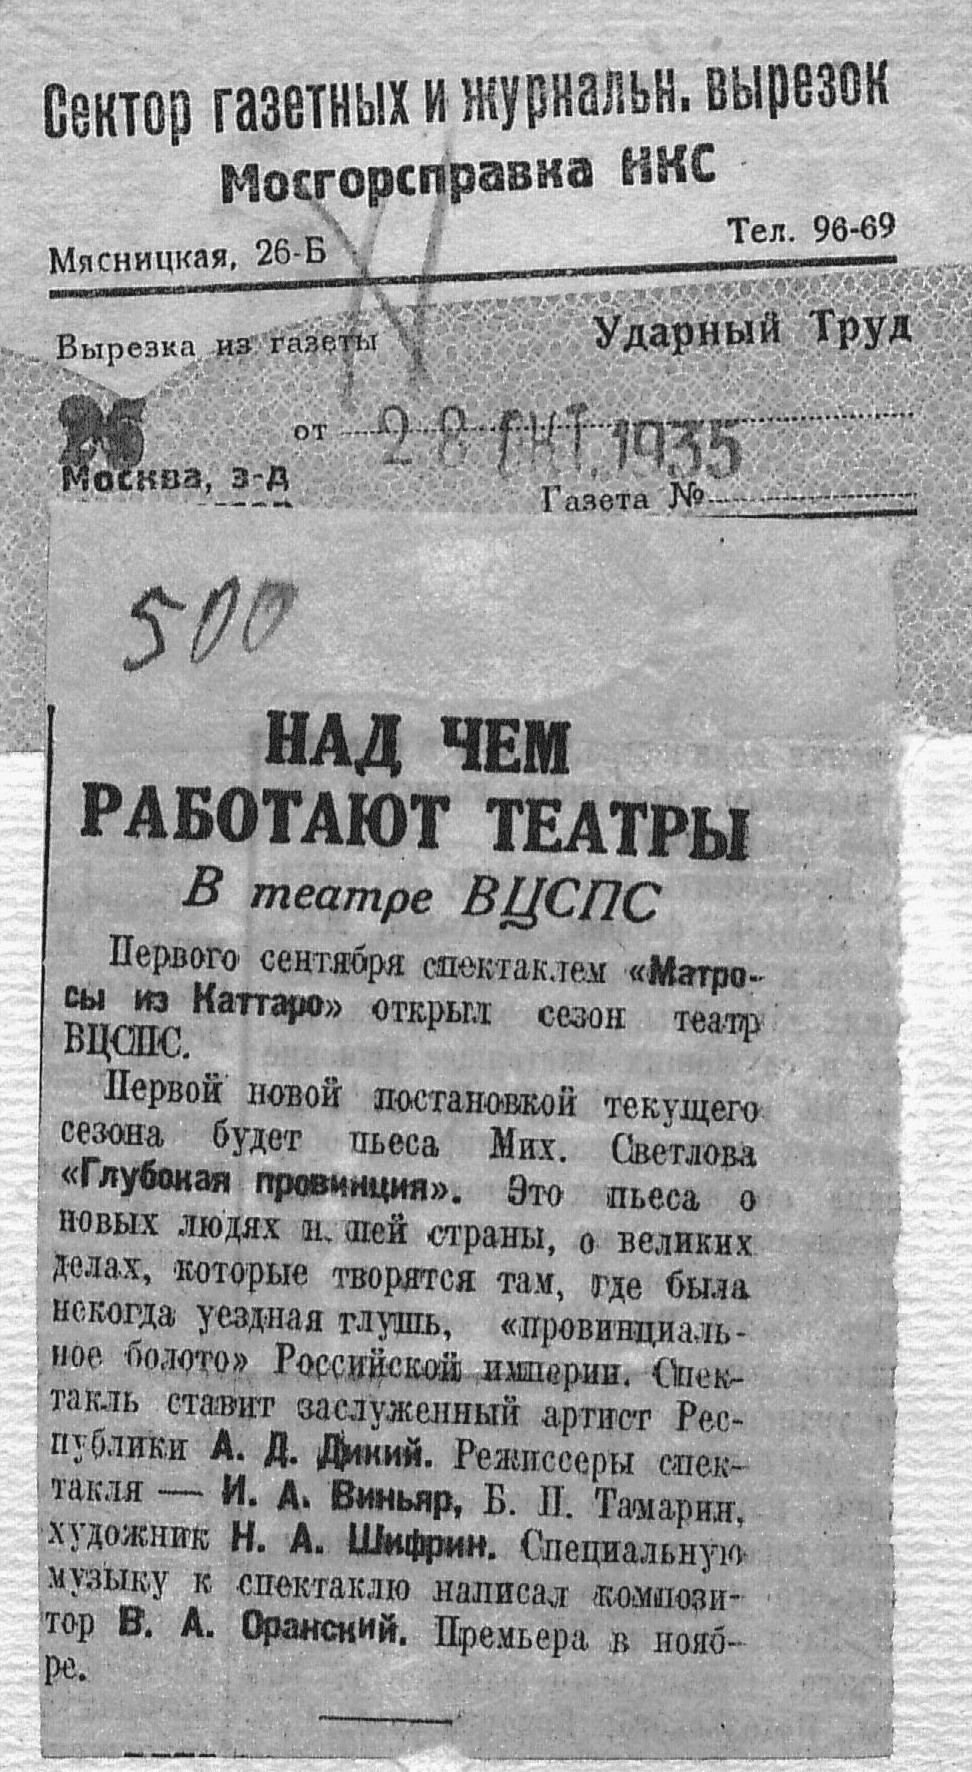 Сектор газетных и журнальн. вырезок
Мосгорсправка НКС
Мясницкая, 26-Б
Тел. 96-69
Вырезка из газеты
Ударный Труд
от 28 ОКТ. 1935
Москва, з-д
Газета №
500
НАД ЧЕМ
РАБОТАЮТ ТЕАТРЫ
В театре ВЦСПС
Первого сентября спектаклем «Матро-
сы из Каттаро» открыл сезон театр
ВЦСПС.
Первой новой постановкой текущего
сезона будет пьеса Мих. Светлова
«Глубокая провинция». Это пьеса о
новых людях н. шей страны, о великих
делах, которые творятся там, где была
некогда уездная глушь, «провинциаль-
ное болото» Российской империи. Спек-
такль ставит заслуженный артист Рес-
публики А. Д. Дикий. Режиссеры спек-
такля — И. А. Виньяр, Б. П. Тамарин,
художник Н. А. Шифрин. Специальную
музыку к спектаклю написал компози-
тор В. А. Оранский. Премьера в нояб-
ре.